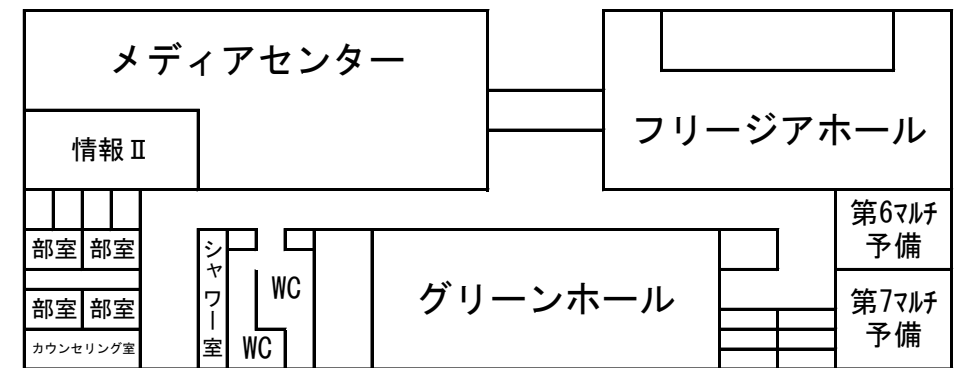 メディアセンター
フリージアホール
情報Ⅱ
第6マルチ
予備
部室 部室
シャワー室
WC
グリーンホール
部室 部室
第7マルチ
予備
カウンセリング室
WC